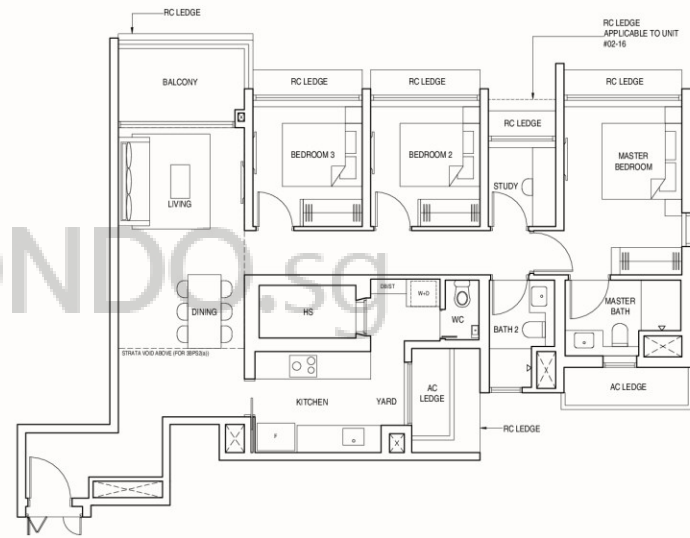 RC LEDGE
RC LEDGE
APPLICABLE TO UNIT
#02-16
BALCONY
RC LEDGE
RC LEDGE
RC LEDGE
RC LEDGE
BEDROOM 3
BEDROOM 2
MASTER
BEDROOM
STUDY
LIVING
ONDO.sg
DB/ST
W+D
HS
WC
DINING
BATH 2
MASTER
BATH
STRATA VOID ABOVE (FOR 3BPD2(a))
X
X
AC LEDGE
KITCHEN
YARD
AC
LEDGE
RC LEDGE
F
X